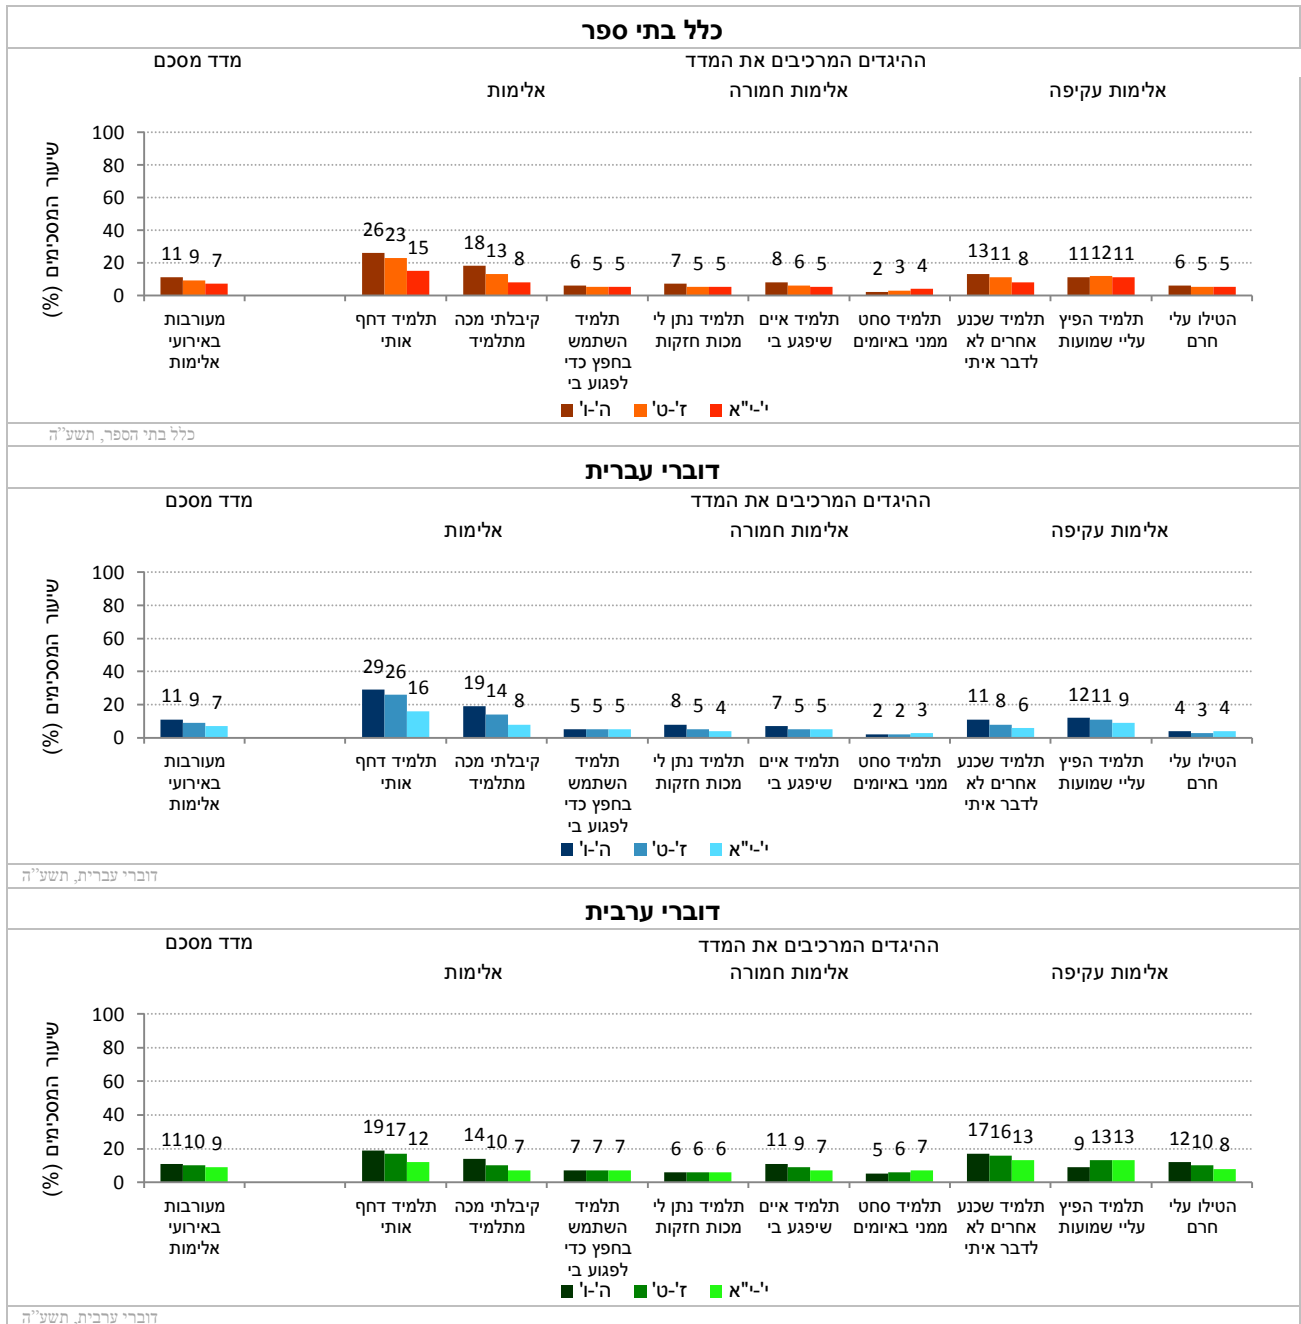 כלל בתי ספר
מדד מסכם ההיגדים המרכיבים את המדד
אלימות אלימות חמורה אלימות עקיפה
שיעור המסכימים (%)
100
80
60
40
20
0
11 9 7 26 23 15 18 13 8 6 5 5 7 5 5 8 6 5 2 3 4 13 11 8 11 12 11 6 5 5
מעורבות באירועי אלימות
תלמיד דחף אותי
קיבלתי מכה מתלמיד
תלמיד השתמש בחפץ כדי לפגוע בי
תלמיד נתן לי מכות חזקות
תלמיד איים שיפגע בי
תלמיד סחט ממני באיומים
תלמיד שכנע אחרים לא לדבר איתי
תלמיד הפיץ עליי שמועות
הטילו עלי חרם
ה'-ו' ז'-ט' י'-י"א
כלל בתי הספר, תשע''ה
דוברי עברית
מדד מסכם ההיגדים המרכיבים את המדד
אלימות אלימות חמורה אלימות עקיפה
שיעור המסכימים (%)
100
80
60
40
20
0
11 9 7 29 26 16 19 14 8 5 5 5 8 5 4 7 5 5 2 2 3 11 8 6 12 11 9 4 3 4
מעורבות באירועי אלימות
תלמיד דחף אותי
קיבלתי מכה מתלמיד
תלמיד השתמש בחפץ כדי לפגוע בי
תלמיד נתן לי מכות חזקות
תלמיד איים שיפגע בי
תלמיד סחט ממני באיומים
תלמיד שכנע אחרים לא לדבר איתי
תלמיד הפיץ עליי שמועות
הטילו עלי חרם
ה'-ו' ז'-ט' י'-י"א
דוברי עברית, תשע''ה
דוברי ערבית
מדד מסכם ההיגדים המרכיבים את המדד
אלימות אלימות חמורה אלימות עקיפה
שיעור המסכימים (%)
100
80
60
40
20
0
11 10 9 19 17 12 14 10 7 7 7 7 6 6 6 11 9 7 5 6 7 17 16 13 9 13 13 12 10 8
מעורבות באירועי אלימות
תלמיד דחף אותי
קיבלתי מכה מתלמיד
תלמיד השתמש בחפץ כדי לפגוע בי
תלמיד נתן לי מכות חזקות
תלמיד איים שיפגע בי
תלמיד סחט ממני באיומים
תלמיד שכנע אחרים לא לדבר איתי
תלמיד הפיץ עליי שמועות
הטילו עלי חרם
ה'-ו' ז'-ט' י'-י"א
דוברי ערבית, תשע''ה